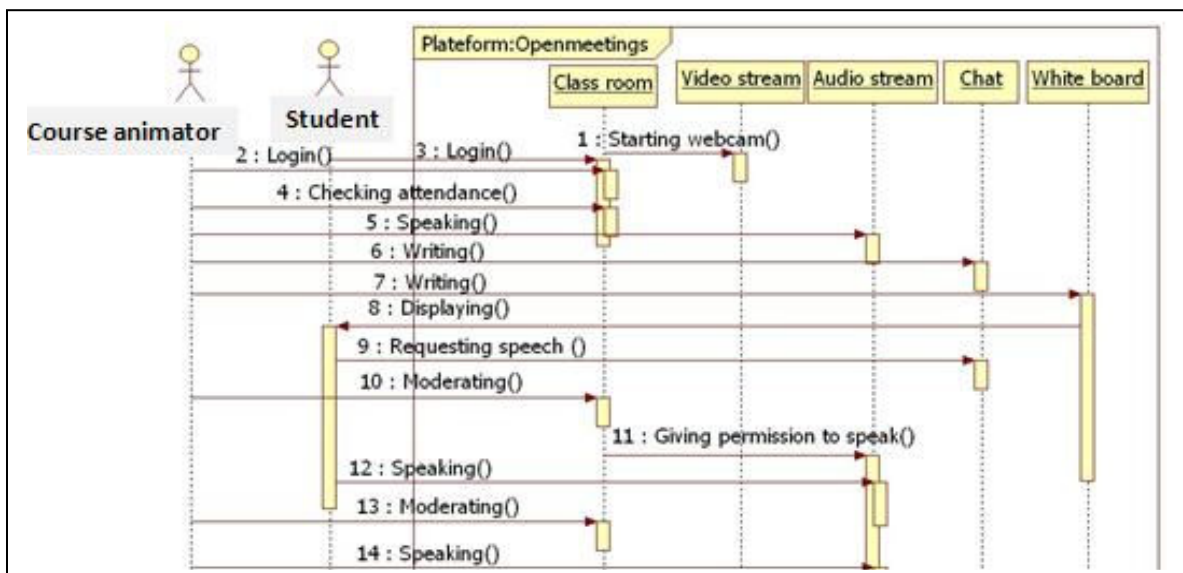 Plateform:Openmeetings
Class room
Video stream
Audio stream
Chat
White board
Course animator
Student
1 : Starting webcam()
2 : Login()
3 : Login()
4 : Checking attendance()
5 : Speaking()
6 : Writing()
7 : Writing()
8 : Displaying()
9 : Requesting speech ()
10 : Moderating()
11 : Giving permission to speak()
12 : Speaking()
13 : Moderating()
14 : Speaking()